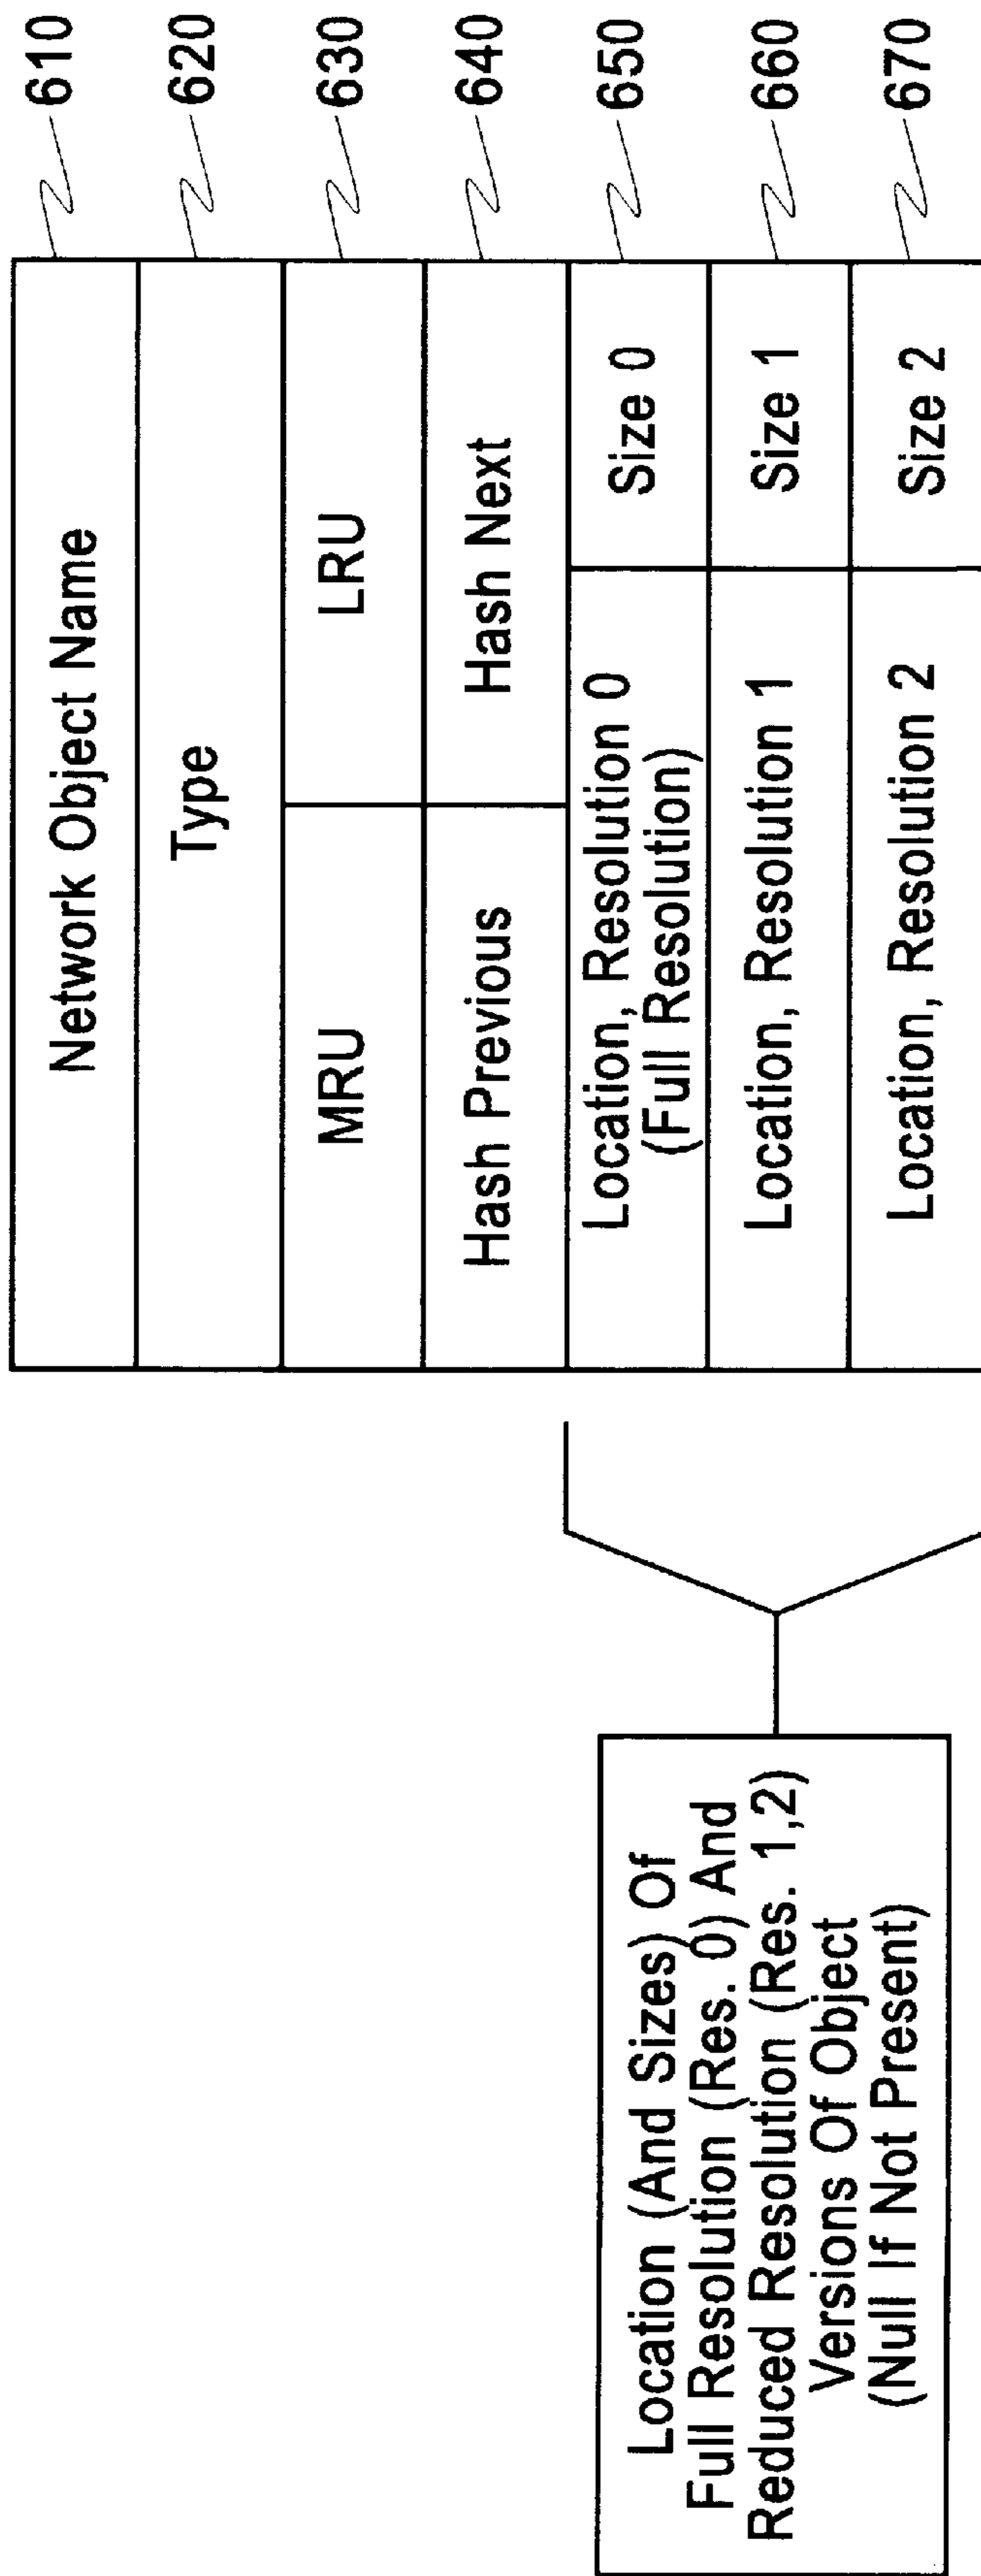 Network Object Name
610
Type
620
MRU
LRU
630
Hash Previous
Hash Next
640
Location, Resolution 0
(Full Resolution)
Size 0
650
Location, Resolution 1
Size 1
660
Location, Resolution 2
Size 2
670
Location (And Sizes) Of
Full Resolution (Res. 0) And
Reduced Resolution (Res. 1,2)
Versions Of Object
(Null If Not Present)